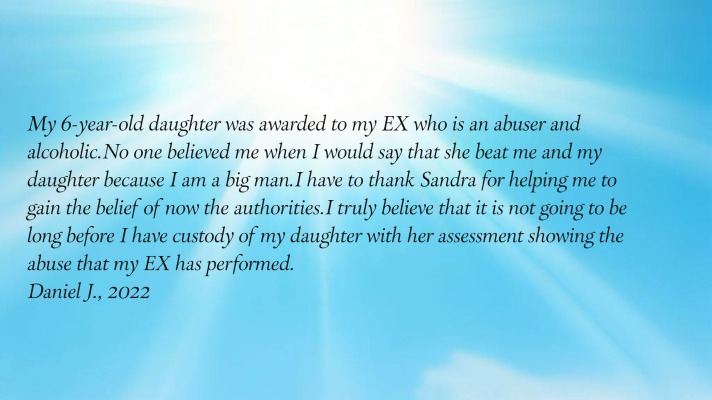 My 6-year-old daughter was awarded to my EX who is an abuser and
alcoholic.No one believed me when I would say that she beat me and my
daughter because I am a big man.I have to thank Sandra for helping me to
gain the belief of now the authorities.I truly believe that it is not going to be
long before I have custody of my daughter with her assessment showing the
abuse that my EX has performed.
Daniel J., 2022